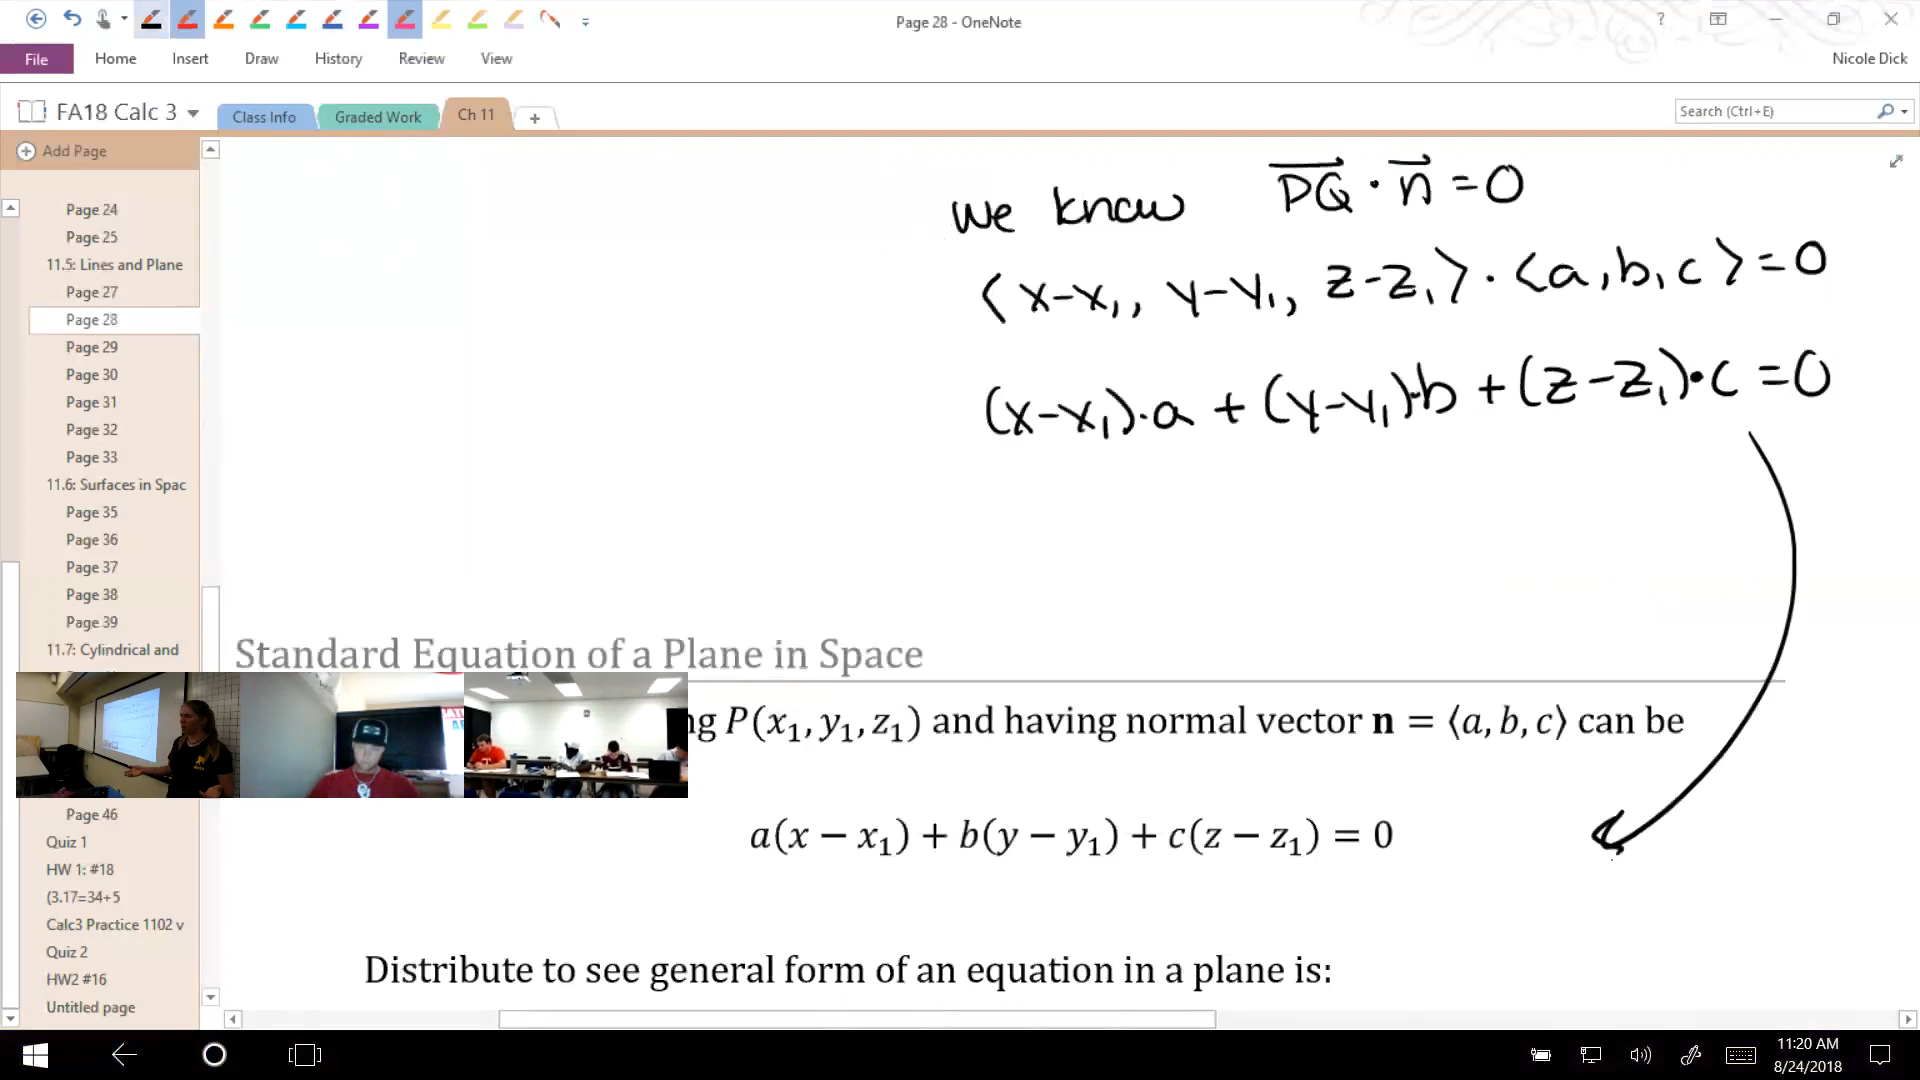 Page 28 - OneNote
?
File
Home
Insert
Draw
History
Review
View
Nicole Dick
FA18 Calc 3
Class Info
Graded Work
Ch 11
+
Search (Ctrl+E)
Add Page
Page 24
Page 25
11.5: Lines and Plane
Page 27
Page 28
Page 29
Page 30
Page 31
Page 32
Page 33
11.6: Surfaces in Spac
Page 35
Page 36
Page 37
Page 38
Page 39
11.7: Cylindrical and
Page 46
Quiz 1
HW 1: #18
(3.17=34+5
Calc3 Practice 1102 v
Quiz 2
HW2 #16
Untitled page
we know \overrightarrow{PQ} · \vec{n} = 0
⟨x-x₁, y-y₁, z-z₁⟩ · ⟨a, b, c⟩ = 0
(x-x₁)·a + (y-y₁)·b + (z-z₁)·c = 0
Standard Equation of a Plane in Space
ng P(x₁, y₁, z₁) and having normal vector n = ⟨a, b, c⟩ can be
a(x − x₁) + b(y − y₁) + c(z − z₁) = 0
Distribute to see general form of an equation in a plane is:
11:20 AM
8/24/2018